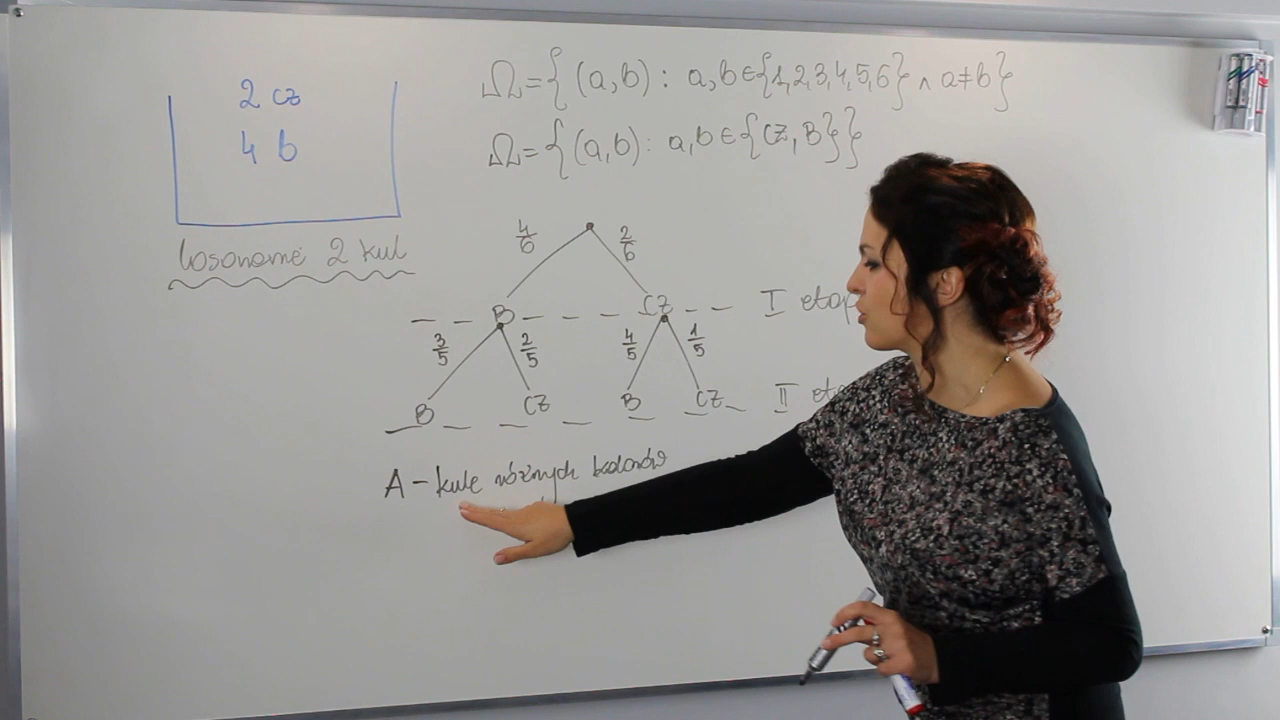 2 cz
4 b
losowanie 2 kul
Ω={(a,b): a,b∈{1,2,3,4,5,6} ∧ a≠b}
Ω={(a,b): a,b∈{CZ,B}}
4/6 2/6
B CZ I etap
3/5 2/5 4/5 1/5
B CZ B CZ II eta
A - kule różnych kolorów